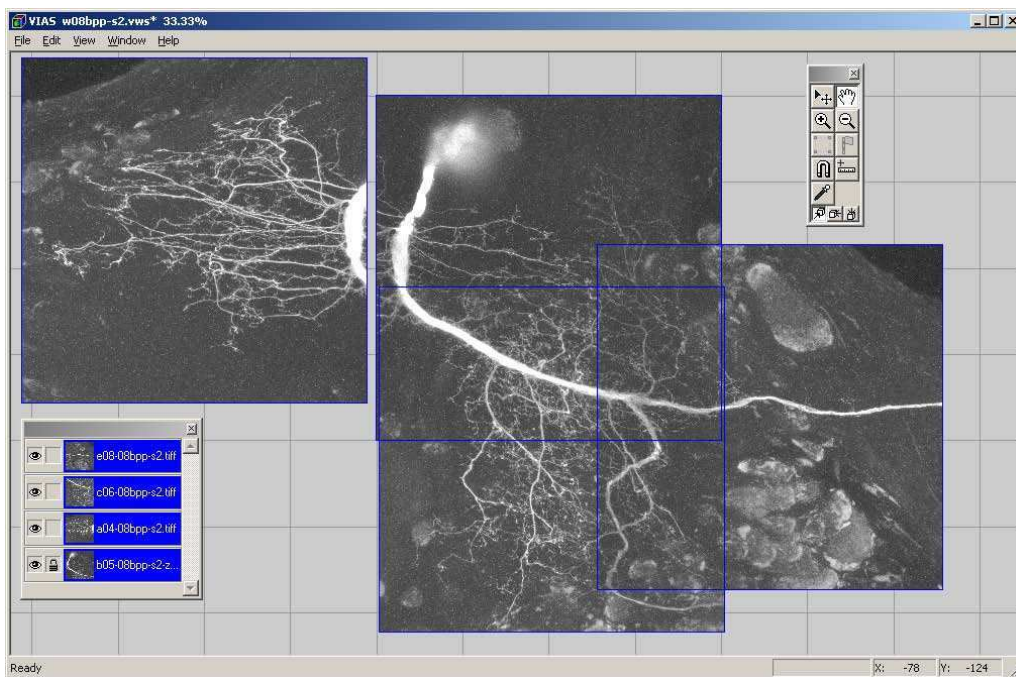 VIAS w08bpp-s2.vws* 33.33%
File Edit View Window Help
e08-08bpp-s2.tiff
c06-08bpp-s2.tiff
a04-08bpp-s2.tiff
b05-08bpp-s2-z...
Ready X: -78 Y: -124